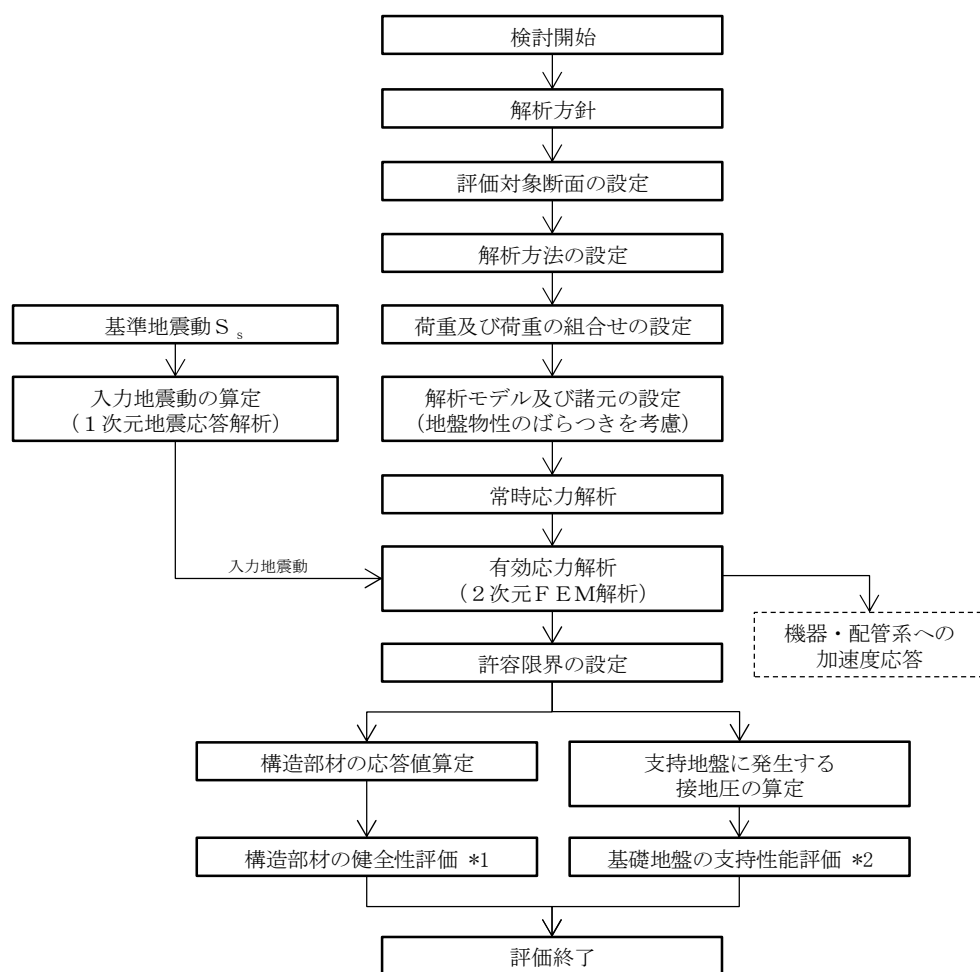 検討開始
解析方針
評価対象断面の設定
解析方法の設定
基準地震動Ｓｓ
荷重及び荷重の組合せの設定
入力地震動の算定
（１次元地震応答解析）
解析モデル及び諸元の設定
（地盤物性のばらつきを考慮）
常時応力解析
入力地震動
有効応力解析
（２次元ＦＥＭ解析）
機器・配管系への
加速度応答
許容限界の設定
構造部材の応答値算定
支持地盤に発生する
接地圧の算定
構造部材の健全性評価 *1
基礎地盤の支持性能評価 *2
評価終了